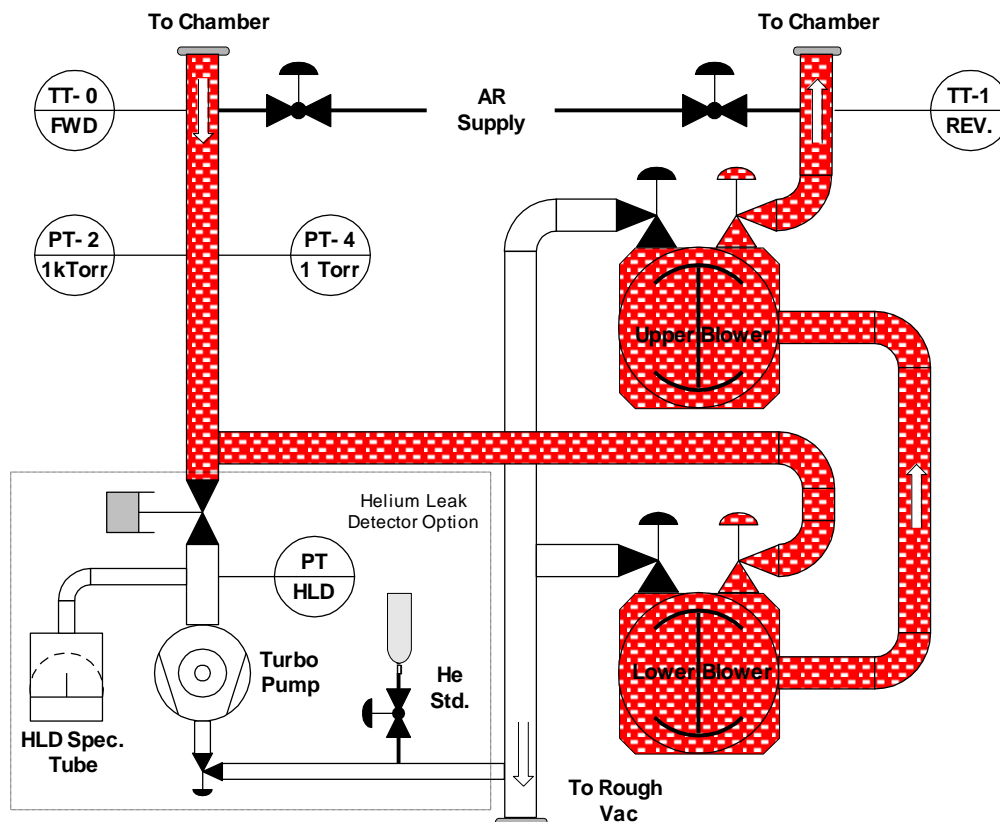 To Chamber
To Chamber
TT- 0
FWD
AR
Supply
TT-1
REV.
PT- 2
1kTorr
PT- 4
1 Torr
Upper Blower
Helium Leak
Detector Option
PT
HLD
Turbo
Pump
He
Std.
Lower Blower
HLD Spec.
Tube
To Rough
Vac